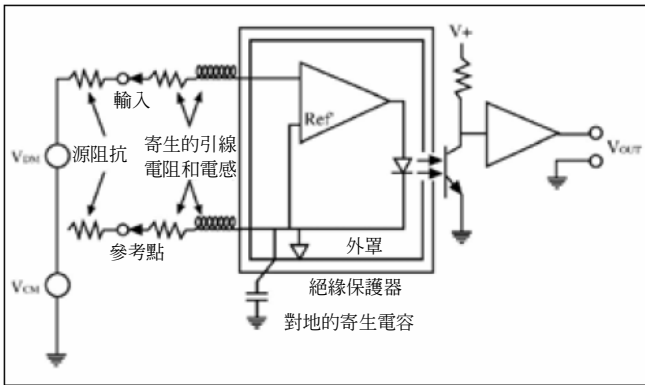 V+
輸入
Ref
源阻抗
寄生的引線
電阻和電感
VDM
VOUT
參考點
外罩
VCM
絕緣保護器
對地的寄生電容